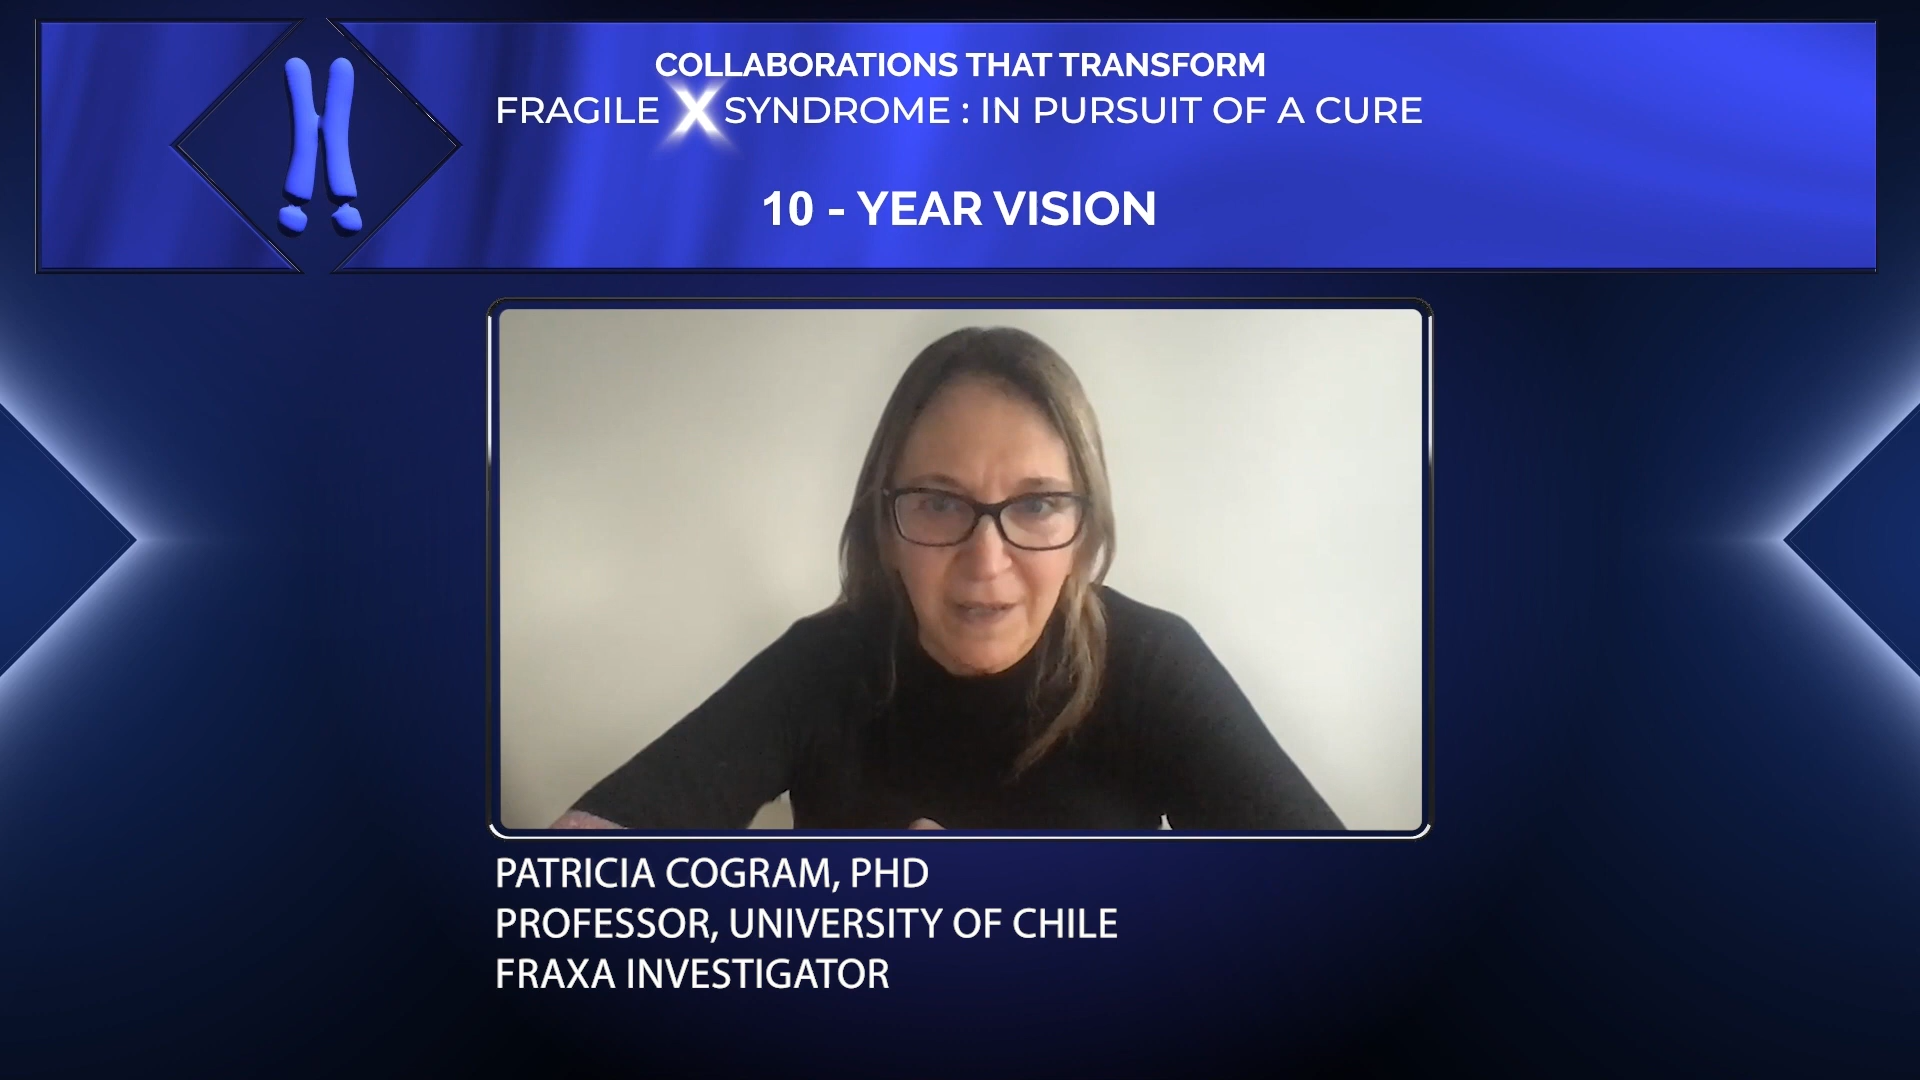 COLLABORATIONS THAT TRANSFORM
FRAGILE X SYNDROME : IN PURSUIT OF A CURE
10 - YEAR VISION
PATRICIA COGRAM, PHD
PROFESSOR, UNIVERSITY OF CHILE
FRAXA INVESTIGATOR